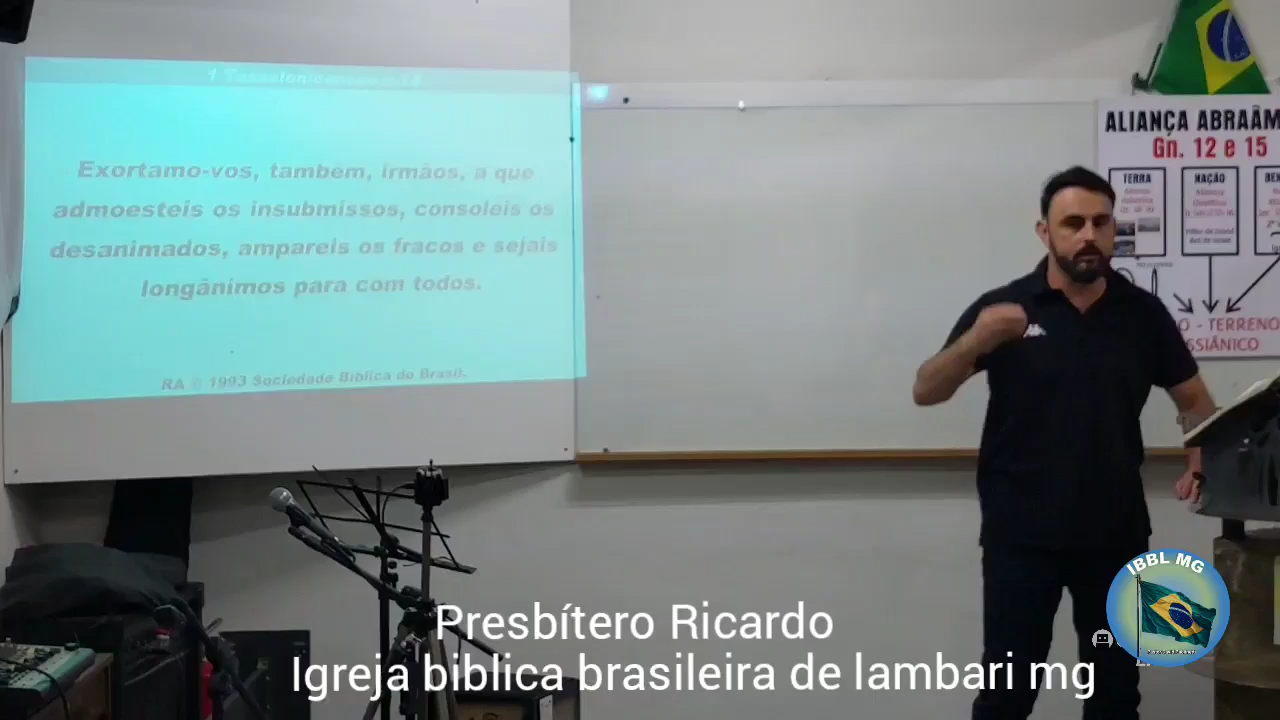 Exortamo-vos, também, irmãos, a que
admoesteis os insubmissos, consoleis os
desanimados, ampareis os fracos e sejais
longânimos para com todos.
RA © 1993 Sociedade Bíblica do Brasil.
ALIANÇA ABRAÂM
Gn. 12 e 15
TERRA
NAÇÃO
BEN
O - TERRENO
SSIÂNICO
IBBL MG
Presbítero Ricardo
Igreja biblica brasileira de lambari mg